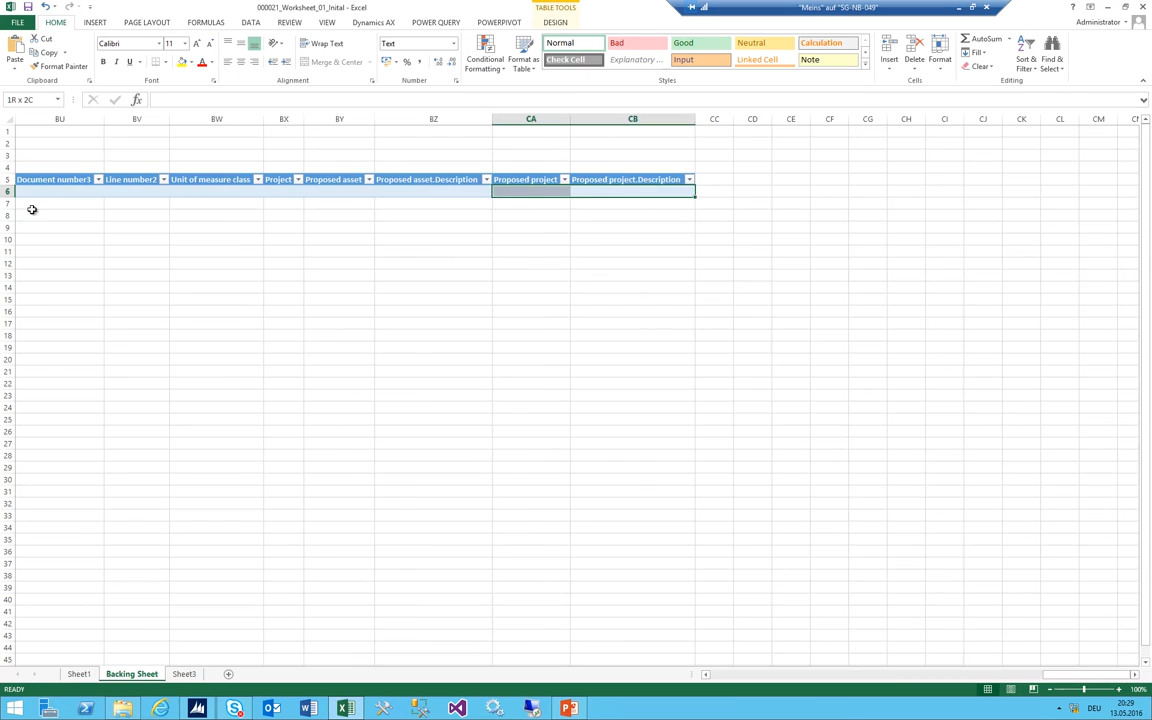 000021_Worksheet_01_Inital - Excel
TABLE TOOLS
"Meins" auf "SG-NB-049"
FILE HOME INSERT PAGE LAYOUT FORMULAS DATA REVIEW VIEW Dynamics AX POWER QUERY POWERPIVOT DESIGN Administrator
Paste
Cut
Copy
Format Painter
Clipboard
Calibri 11
B I U
Font
Wrap Text
Merge & Center
Alignment
Text
Number
Conditional Formatting
Format as Table
Normal Bad Good Neutral Calculation
Check Cell Explanatory ... Input Linked Cell Note
Styles
Insert Delete Format
Cells
AutoSum
Fill
Clear
Sort & Filter
Find & Select
Editing
1R x 2C fx
BU BV BW BX BY BZ CA CB CC CD CE CF CG CH CI CJ CK CL CM
1
2
3
4
5 Document number3 Line number2 Unit of measure class Project Proposed asset Proposed asset.Description Proposed project Proposed project.Description
6
7
8
9
10
11
12
13
14
15
16
17
18
19
20
21
22
23
24
25
26
27
28
29
30
31
32
33
34
35
36
37
38
39
40
41
42
43
44
45
Sheet1 Backing Sheet Sheet3
READY 100%
DEU 20:29
13.05.2016